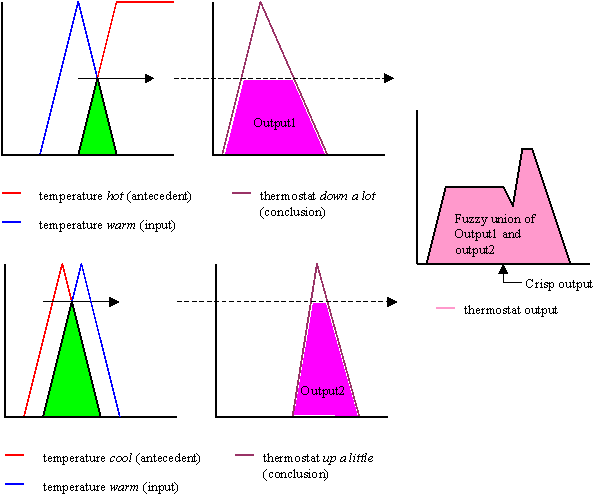 Output1
temperature hot (antecedent)
temperature warm (input)
thermostat down a lot
(conclusion)
Fuzzy union of
Output1 and
output2
Crisp output
thermostat output
Output2
temperature cool (antecedent)
temperature warm (input)
thermostat up a little
(conclusion)